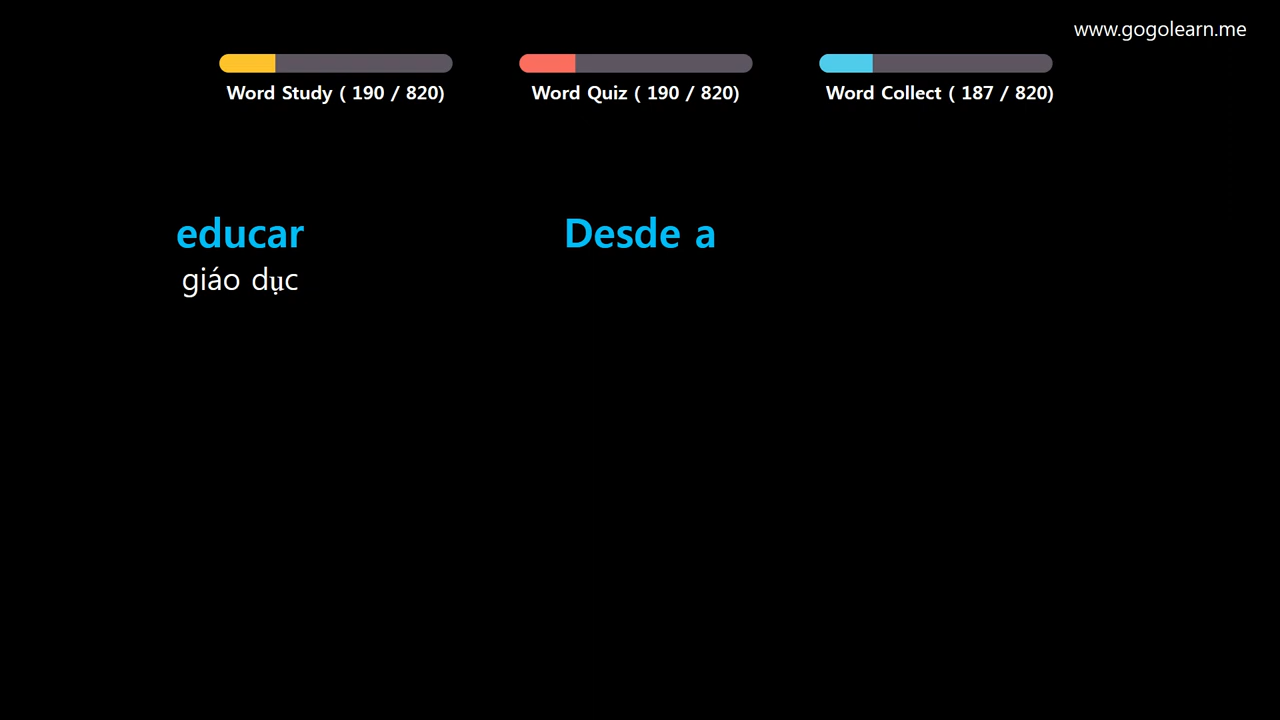 www.gogolearn.me
Word Study ( 190 / 820)
Word Quiz ( 190 / 820)
Word Collect ( 187 / 820)
educar
giáo dục
Desde a